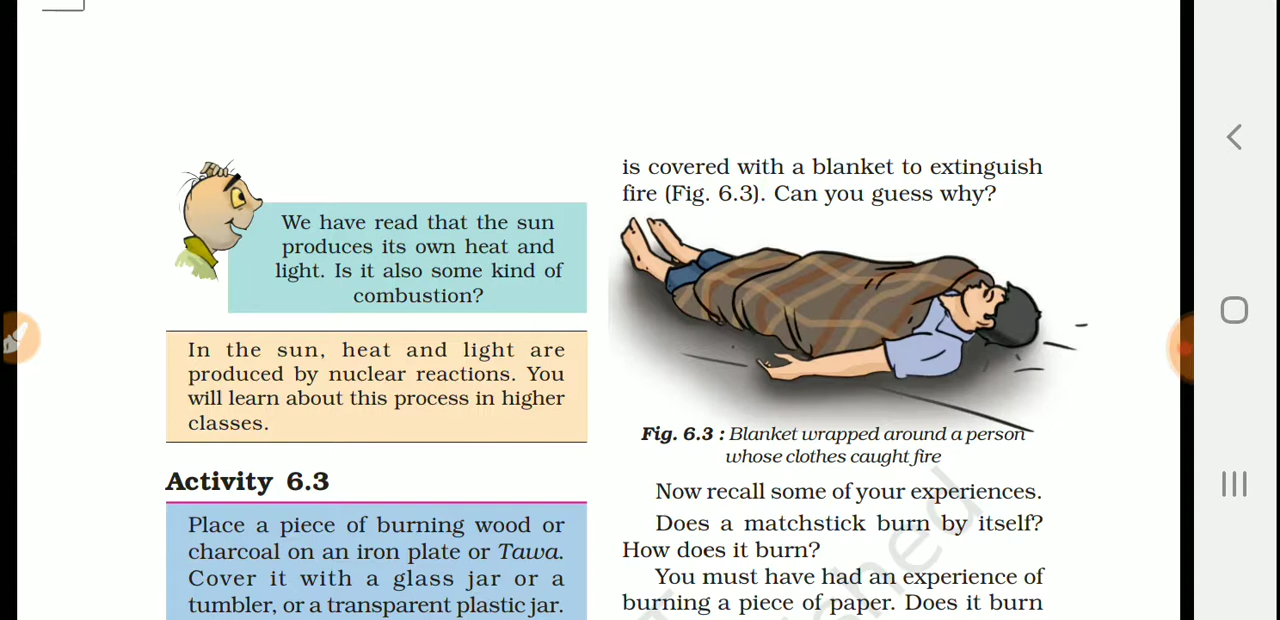 We have read that the sun
produces its own heat and
light. Is it also some kind of
combustion?
In the sun, heat and light are
produced by nuclear reactions. You
will learn about this process in higher
classes.
Activity 6.3
Place a piece of burning wood or
charcoal on an iron plate or Tawa.
Cover it with a glass jar or a
tumbler, or a transparent plastic jar.
is covered with a blanket to extinguish
fire (Fig. 6.3). Can you guess why?
Fig. 6.3 : Blanket wrapped around a person
whose clothes caught fire
Now recall some of your experiences.
Does a matchstick burn by itself?
How does it burn?
You must have had an experience of
burning a piece of paper. Does it burn